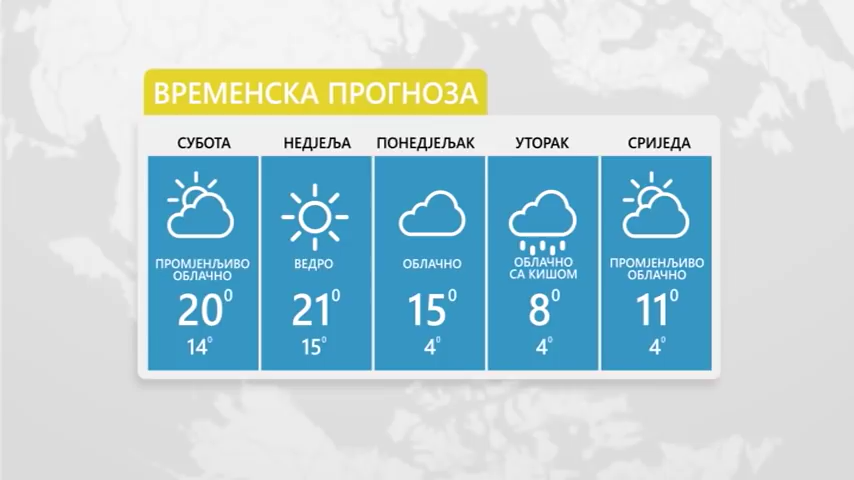 ВРЕМЕНСКА ПРОГНОЗА
СУБОТА
ПРОМЈЕНЉИВО
ОБЛАЧНО
20⁰
14⁰
НЕДЈЕЉА
ВЕДРО
21⁰
15⁰
ПОНЕДЈЕЉАК
ОБЛАЧНО
15⁰
4⁰
УТОРАК
ОБЛАЧНО
СА КИШОМ
8⁰
4⁰
СРИЈЕДА
ПРОМЈЕНЉИВО
ОБЛАЧНО
11⁰
4⁰